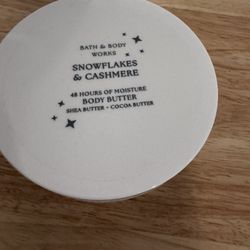 BATH & BODY
WORKS
SNOWFLAKES
& CASHMERE
48 HOURS OF MOISTURE
BODY BUTTER
SHEA BUTTER + COCOA BUTTER